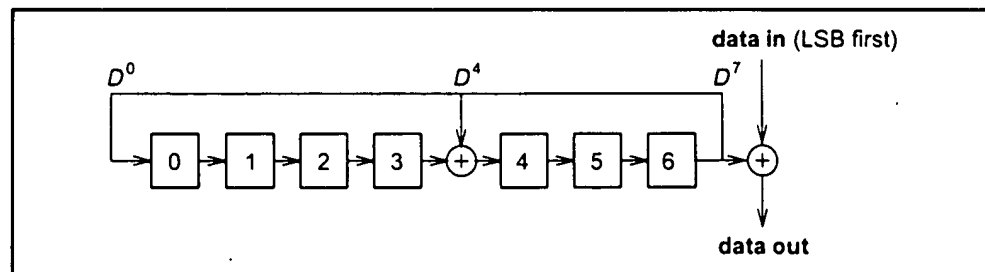 data in (LSB first)
D⁰ D⁴ D⁷
0 1 2 3 + 4 5 6 +
data out